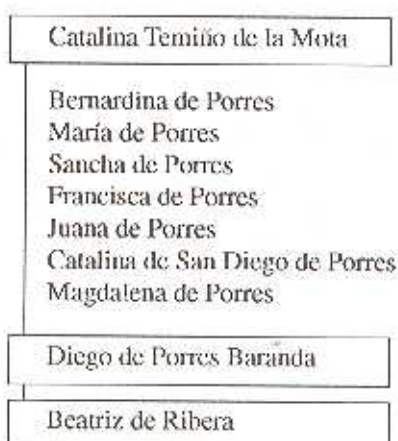 Catalina Temiño de la Mota
Bernardina de Porres
María de Porres
Sancha de Porres
Francisca de Porres
Juana de Porres
Catalina de San Diego de Porres
Magdalena de Porres
Diego de Porres Baranda
Beatriz de Ribera